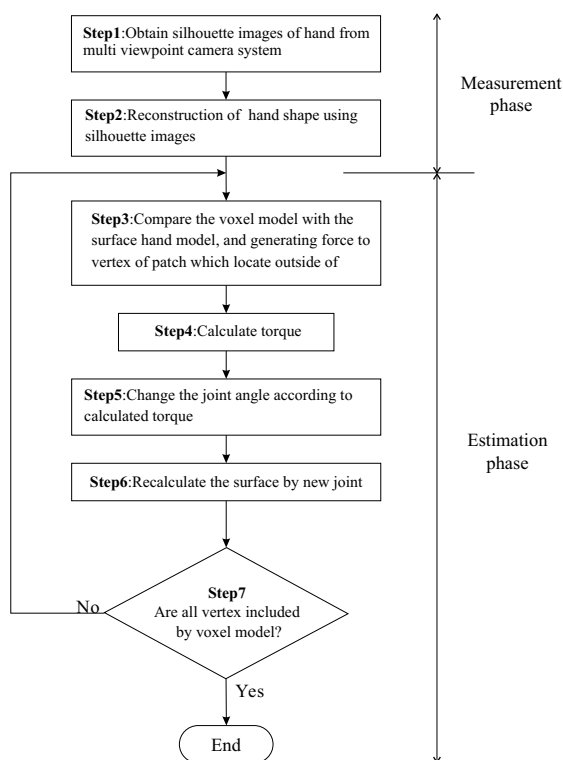 Step1:Obtain silhouette images of hand from
multi viewpoint camera system
Measurement
phase
Step2:Reconstruction of hand shape using
silhouette images
Step3:Compare the voxel model with the
surface hand model, and generating force to
vertex of patch which locate outside of
Step4:Calculate torque
Step5:Change the joint angle according to
calculated torque
Estimation
phase
Step6:Recalculate the surface by new joint
Step7
Are all vertex included
by voxel model?
No
Yes
End